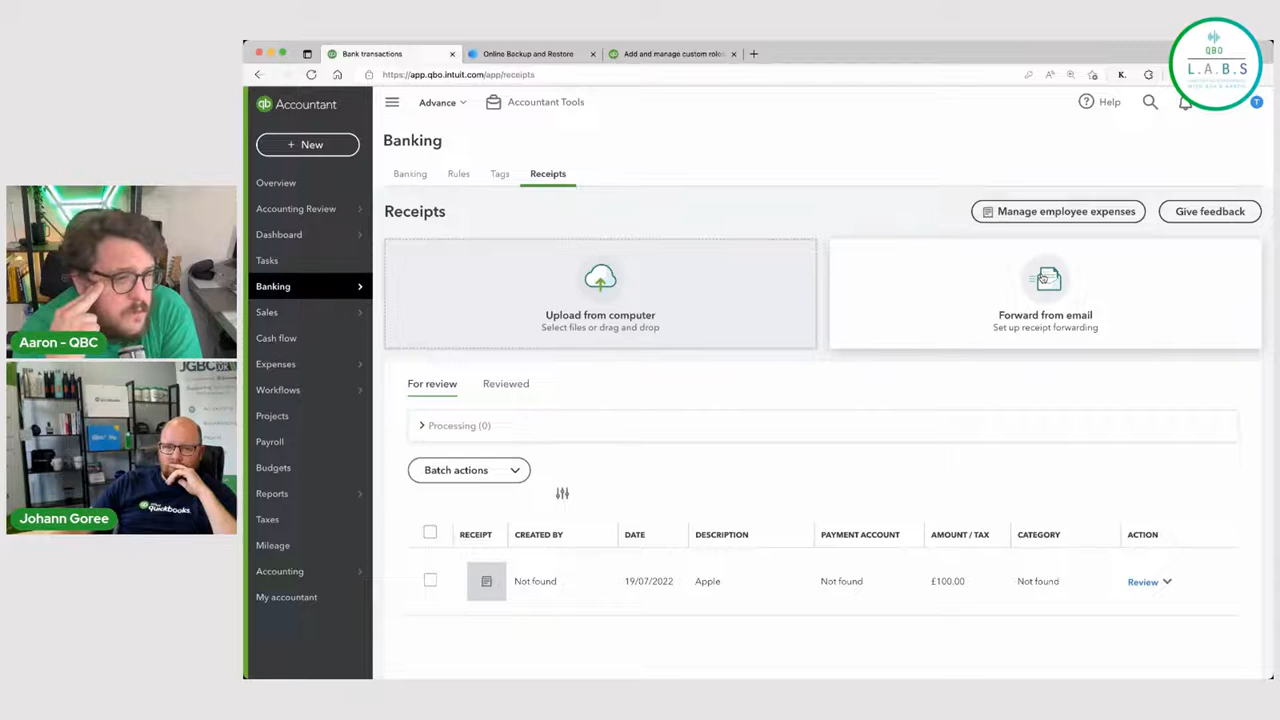 Bank transactions
Online Backup and Restore
Add and manage custom roles
https://app.qbo.intuit.com/app/receipts
K.
QBO
L.A.B.S
qb Accountant
Advance
Accountant Tools
Help
T
+ New
Banking
Overview
Accounting Review
Dashboard
Tasks
Banking
Sales
Cash flow
Expenses
Workflows
Projects
Payroll
Budgets
Reports
Taxes
Mileage
Accounting
My accountant
Banking
Rules
Tags
Receipts
Receipts
Manage employee expenses
Give feedback
Upload from computer
Select files or drag and drop
Forward from email
Set up receipt forwarding
For review
Reviewed
Processing (0)
Batch actions
RECEIPT
CREATED BY
DATE
DESCRIPTION
PAYMENT ACCOUNT
AMOUNT / TAX
CATEGORY
ACTION
Not found
19/07/2022
Apple
Not found
£100.00
Not found
Review
Aaron - QBC
JGBC
quickbooks.
Johann Goree